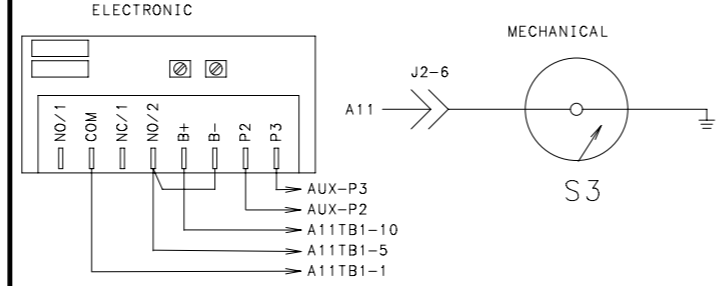 ELECTRONIC
MECHANICAL
NO/1
COM
NC/1
NO/2
B+
B-
P2
P3
J2-6
A11
S3
AUX-P3
AUX-P2
A11TB1-10
A11TB1-5
A11TB1-1